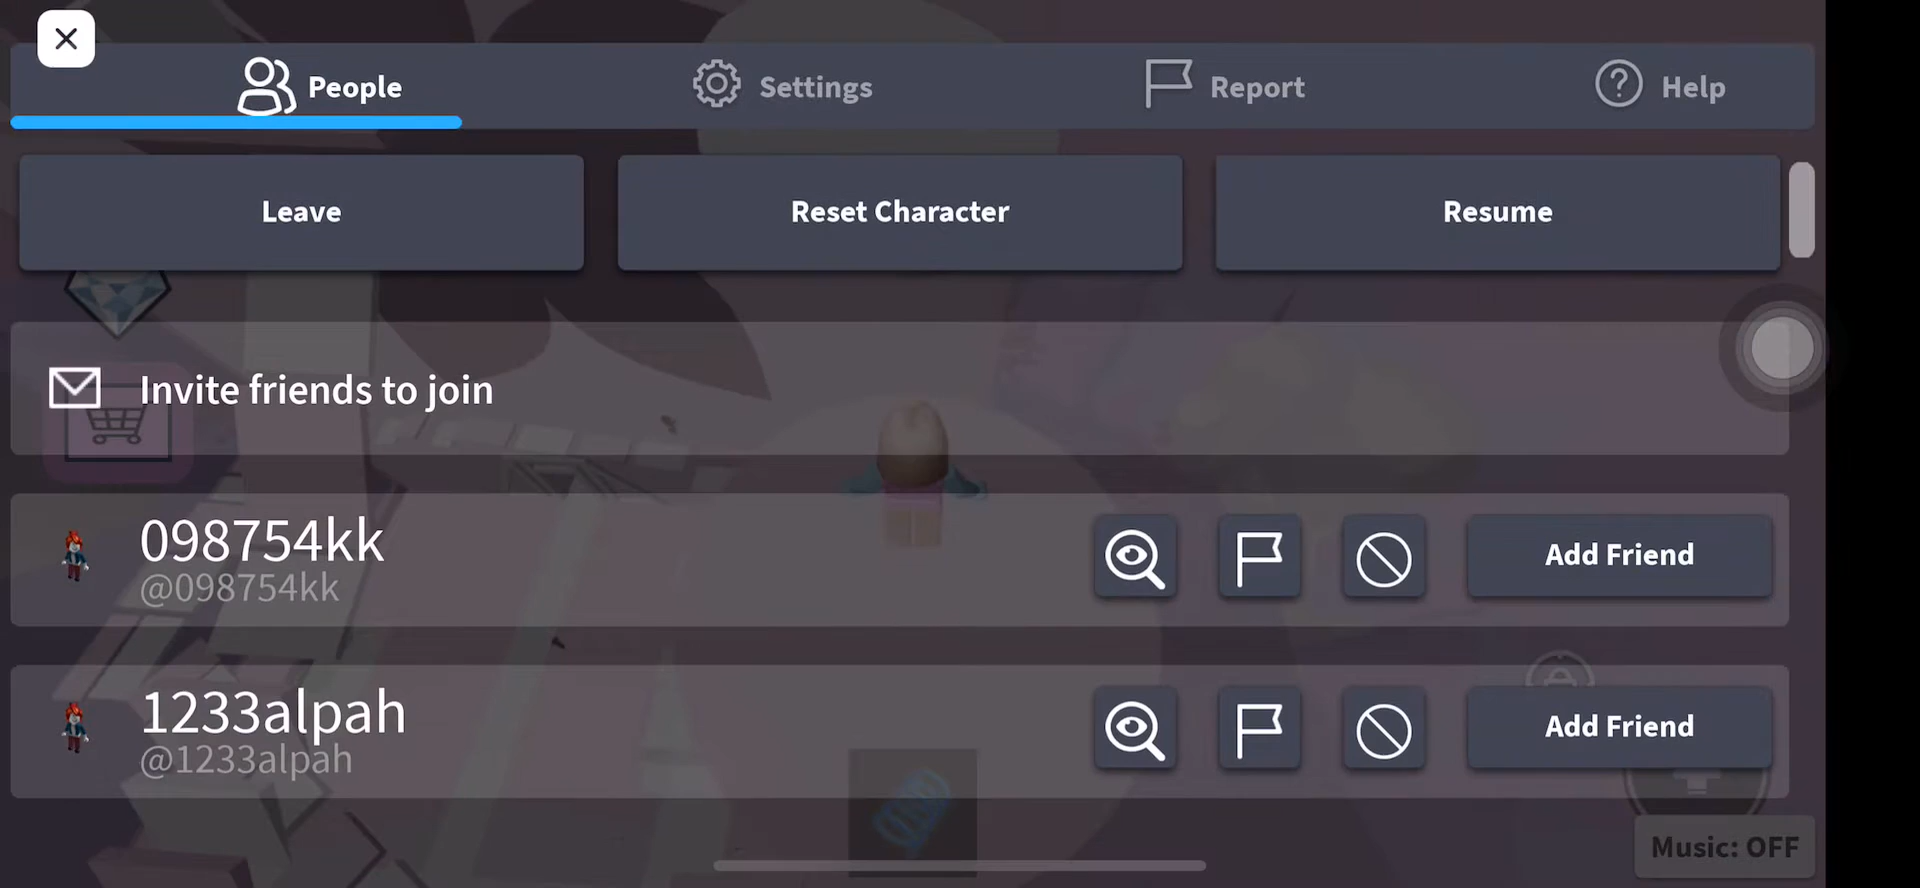 People
Settings
Report
Help
Leave
Reset Character
Resume
Invite friends to join
098754kk
@098754kk
Add Friend
1233alpah
@1233alpah
Add Friend
Music: OFF